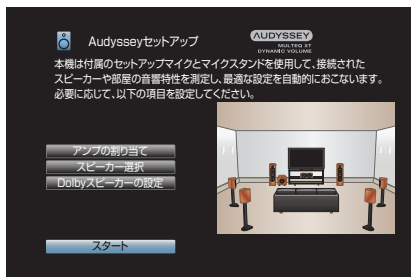 Audysseyセットアップ
AUDYSSEY
MULTEQ XT
DYNAMIC VOLUME
本機は付属のセットアップマイクとマイクスタンドを使用して、接続された
スピーカーや部屋の音響特性を測定し、最適な設定を自動的におこないます。
必要に応じて、以下の項目を設定してください。
アンプの割り当て
スピーカー選択
Dolbyスピーカーの設定
スタート